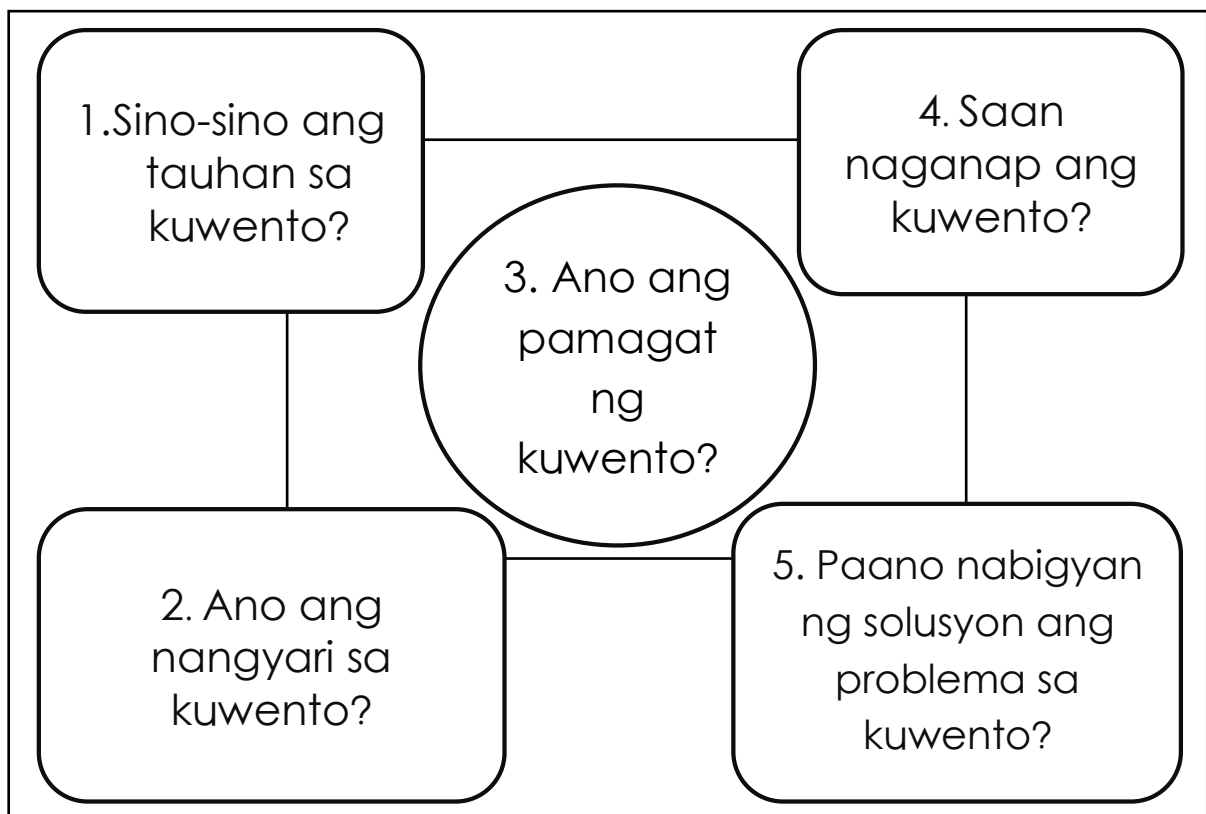 1.Sino-sino ang
tauhan sa
kuwento?
4. Saan
naganap ang
kuwento?
3. Ano ang
pamagat
ng
kuwento?
2. Ano ang
nangyari sa
kuwento?
5. Paano nabigyan
ng solusyon ang
problema sa
kuwento?